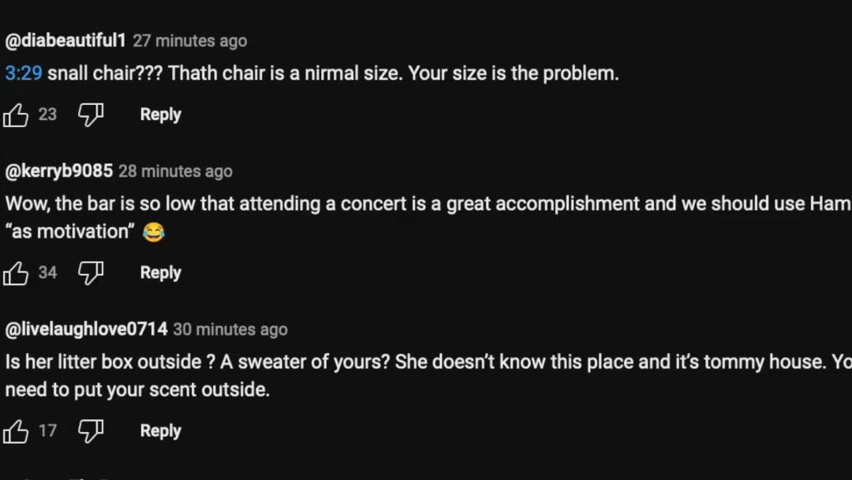 @diabeautiful1 27 minutes ago
3:29 snall chair??? Thath chair is a nirmal size. Your size is the problem.
23 Reply
@kerryb9085 28 minutes ago
Wow, the bar is so low that attending a concert is a great accomplishment and we should use Ham
“as motivation” 😂
34 Reply
@livelaughlove0714 30 minutes ago
Is her litter box outside ? A sweater of yours? She doesn’t know this place and it’s tommy house. Yo
need to put your scent outside.
17 Reply